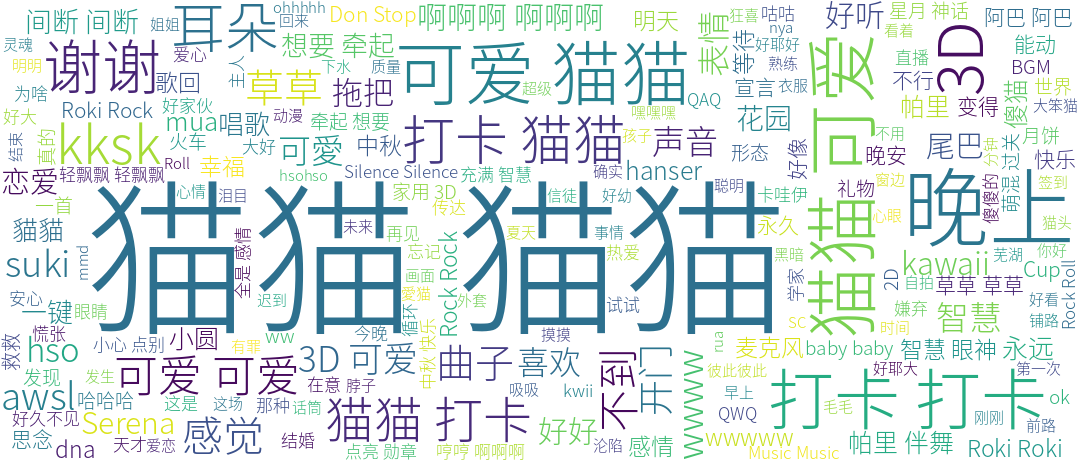 间断 间断
姐姐
耳朵
ohhhhh
回来
Don Stop
啊啊啊 啊啊啊
明天
狂喜
咕咕
nya
好听
星月 神话
阿巴 阿巴
灵魂
谢谢
爱心
想要 牵起
可爱 猫猫
表情
等待
好耶好
看着
直播
3D
能动
明明
主人
下水
质量
可爱
熟练
不行
BGM
为啥
歌回
草草
拖把
超级
QAQ
宣言
衣服
帕里
变得
世界
傻猫
大笨猫
好大
Roki Rock
好家伙
动漫
牵起 想要
嘿嘿嘿
花园
月饼
结束
真的
kksk
mua
唱歌
火车
大好
可愛
中秋
打卡 猫猫
孩子
声音
形态
好像
晚安
尾巴
不用
分钟
过关
快乐
恋爱
轻飘飘 轻飘飘
Roll
幸福
hsohso
Silence Silence
充满 智慧
确实
hanser
聪明
卡哇伊
礼物
窗边
傻傻的
萌混
签到
一首
心情
泪目
家用 3D
传达
信徒
好幼
猫猫 猫猫
猫猫
永久
心眼
晚上
猫头
貓貓
全是 感情
未来
再见
夏天
事情
你好
suki
mmd
忘记
热爱
黑暗
kawaii
芜湖
安心
一键
眼睛
迟到
画面
爱猫
循环
Rock Rock
外套
试试
学家
2D
自拍
Cup
草草 草草
好看
Rock Roll
救救
慌张
小圆
ww
今晚
中秋 快乐
摸摸
sc
嫌弃
智慧
铺路
hso
小心 点别
有罪
rua
麦克风
时间
发现
发生
可爱 可爱
3D 可爱
曲子
喜欢
不到
开门
wwwwww
baby baby
智慧 眼神
永远
awsl
哈哈哈
这是
这场
在意
脖子
吸吸
彼此彼此
好耶大
第一次
好久不见
Serena
感觉
那种
话筒
猫猫 打卡
kwii
早上
打卡 打卡
ok
思念
天才爱恋
结婚
好好
沦陷
感情
QWQ
毛毛
刚刚
前路
dna
点亮 勋章
哼哼 啊啊啊
wwwww
Music Music
帕里 伴舞
Roki Roki